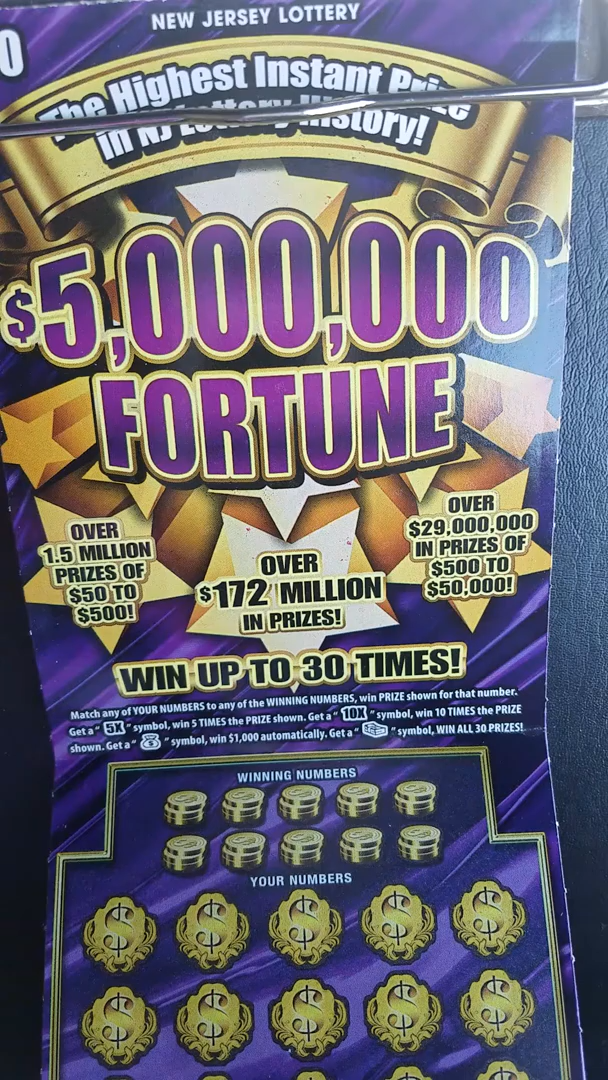 NEW JERSEY LOTTERY
0
The Highest Instant Prize
in NJ Lottery History!
$5,000,000
FORTUNE
OVER
1.5 MILLION
PRIZES OF
$50 TO
$500!
OVER
$172 MILLION
IN PRIZES!
OVER
$29,000,000
IN PRIZES OF
$500 TO
$50,000!
WIN UP TO 30 TIMES!
Match any of YOUR NUMBERS to any of the WINNING NUMBERS, win PRIZE shown for that number.
Get a " 5X " symbol, win 5 TIMES the PRIZE shown. Get a " 10X " symbol, win 10 TIMES the PRIZE
shown. Get a " $ " symbol, win $1,000 automatically. Get a " " symbol, WIN ALL 30 PRIZES!
WINNING NUMBERS
YOUR NUMBERS
$ $ $ $ $
$ $ $ $ $